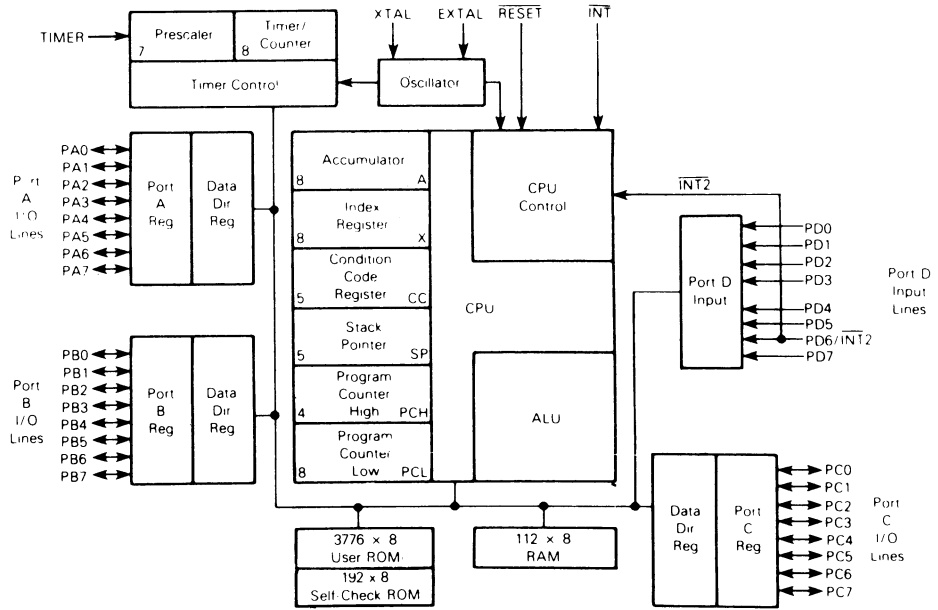 XTAL
EXTAL
RESET
INT
TIMER
Prescaler
7
Timer/
Counter
8
Timer Control
Oscillator
Port
A
I/O
Lines
PA0
PA1
PA2
PA3
PA4
PA5
PA6
PA7
Port
A
Reg
Data
Dir
Reg
Accumulator
8 A
Index
Register
8 X
Condition
Code
Register
5 CC
Stack
Pointer
5 SP
Program
Counter
High
4 PCH
Program
Counter
Low
8 PCL
CPU
Control
CPU
ALU
INT2
Port D
Input
PD0
PD1
PD2
PD3
PD4
PD5
PD6/INT2
PD7
Port D
Input
Lines
Port
B
I/O
Lines
PB0
PB1
PB2
PB3
PB4
PB5
PB6
PB7
Port
B
Reg
Data
Dir
Reg
3776 × 8
User ROM
192 x 8
Self-Check ROM
112 × 8
RAM
Data
Dir
Reg
Port
C
Reg
PC0
PC1
PC2
PC3
PC4
PC5
PC6
PC7
Port
C
I/O
Lines